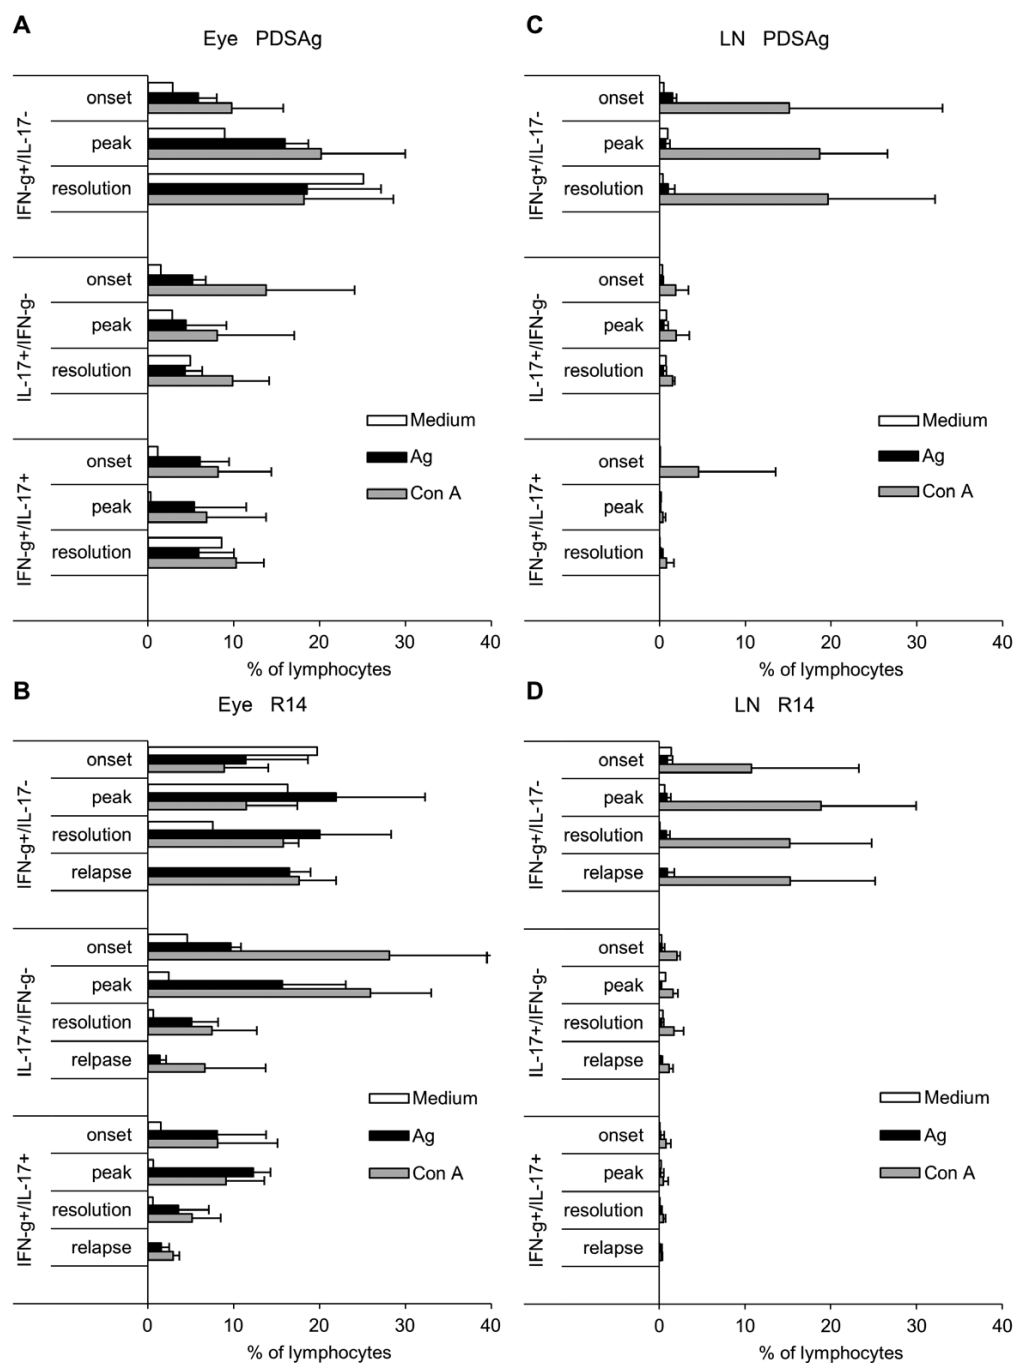 A
Eye PDSAg
IFN-g+/IL-17-
onset
peak
resolution
IL-17+/IFN-g-
onset
peak
resolution
IFN-g+/IL-17+
onset
peak
resolution
Medium
Ag
Con A
0 10 20 30 40
% of lymphocytes
C
LN PDSAg
IFN-g+/IL-17-
onset
peak
resolution
IL-17+/IFN-g-
onset
peak
resolution
IFN-g+/IL-17+
onset
peak
resolution
Medium
Ag
Con A
0 10 20 30 40
% of lymphocytes
B
Eye R14
IFN-g+/IL-17-
onset
peak
resolution
relapse
IL-17+/IFN-g-
onset
peak
resolution
relpase
IFN-g+/IL-17+
onset
peak
resolution
relapse
Medium
Ag
Con A
0 10 20 30 40
% of lymphocytes
D
LN R14
IFN-g+/IL-17-
onset
peak
resolution
relapse
IL-17+/IFN-g-
onset
peak
resolution
relapse
IFN-g+/IL-17+
onset
peak
resolution
relapse
Medium
Ag
Con A
0 10 20 30 40
% of lymphocytes